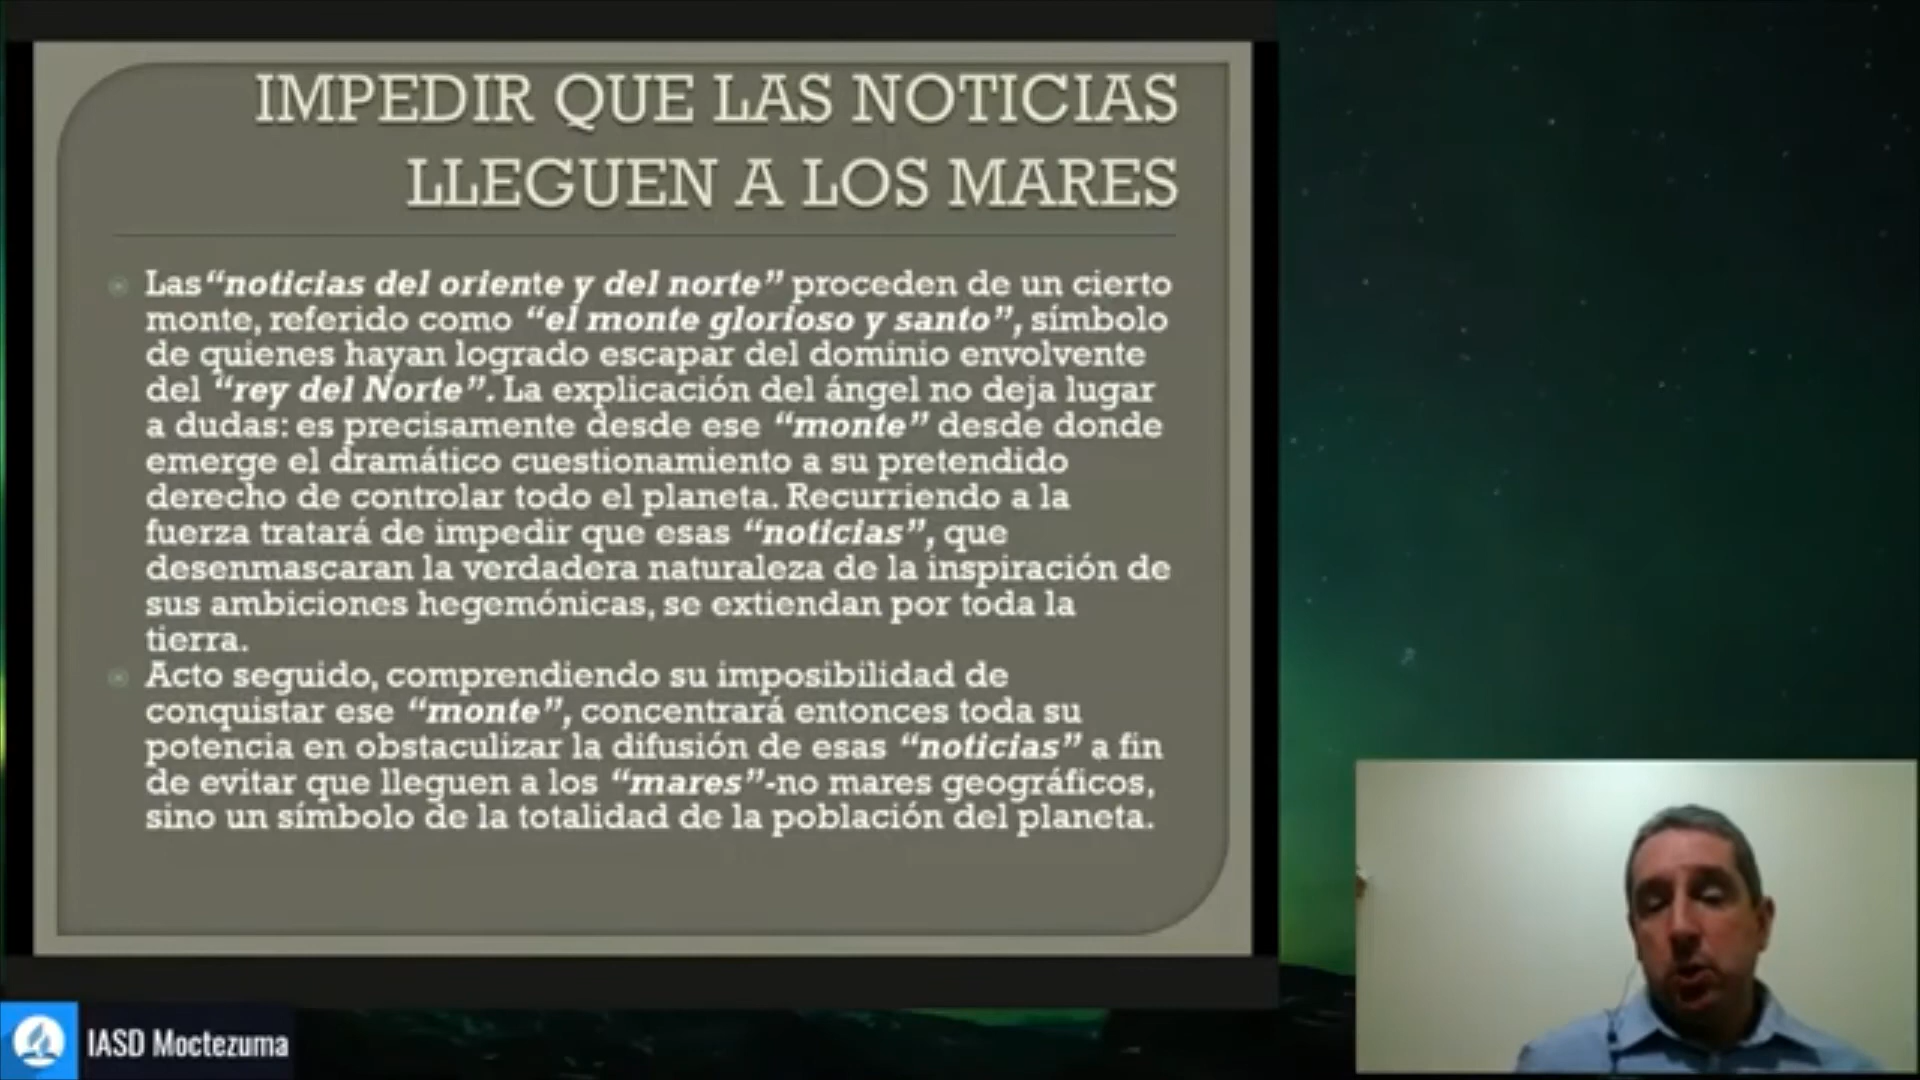 IMPEDIR QUE LAS NOTICIAS
LLEGUEN A LOS MARES
Las“noticias del oriente y del norte” proceden de un cierto
monte, referido como “el monte glorioso y santo”, símbolo
de quienes hayan logrado escapar del dominio envolvente
del “rey del Norte”. La explicación del ángel no deja lugar
a dudas: es precisamente desde ese “monte” desde donde
emerge el dramático cuestionamiento a su pretendido
derecho de controlar todo el planeta. Recurriendo a la
fuerza tratará de impedir que esas “noticias”, que
desenmascaran la verdadera naturaleza de la inspiración de
sus ambiciones hegemónicas, se extiendan por toda la
tierra.
Acto seguido, comprendiendo su imposibilidad de
conquistar ese “monte”, concentrará entonces toda su
potencia en obstaculizar la difusión de esas “noticias” a fin
de evitar que lleguen a los “mares”-no mares geográficos,
sino un símbolo de la totalidad de la población del planeta.
IASD Moctezuma